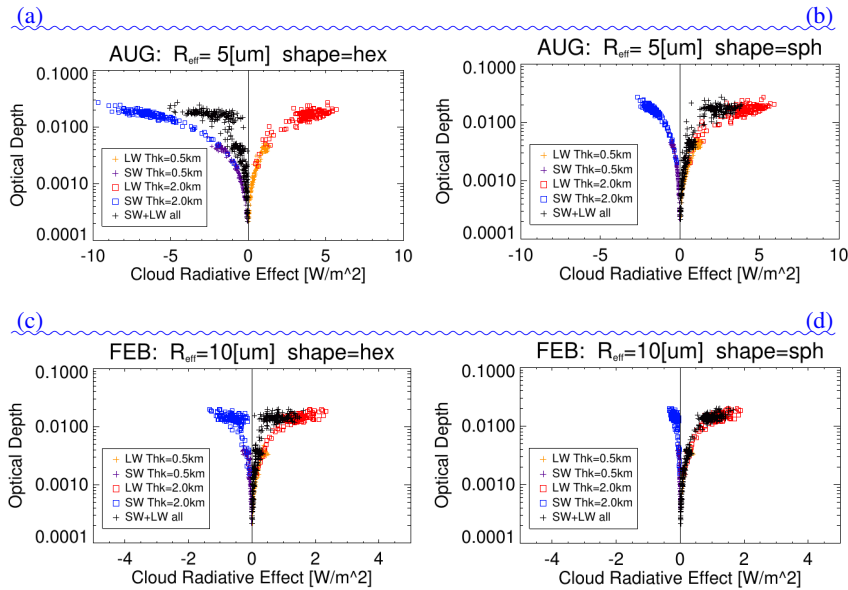 (a)
(b)
AUG: Reff= 5[um] shape=hex
AUG: Reff= 5[um] shape=sph
0.1000
0.0100
0.0010
0.0001
Optical Depth
LW Thk=0.5km
SW Thk=0.5km
LW Thk=2.0km
SW Thk=2.0km
SW+LW all
-10
-5
0
5
10
Cloud Radiative Effect [W/m^2]
0.1000
0.0100
0.0010
0.0001
Optical Depth
LW Thk=0.5km
SW Thk=0.5km
LW Thk=2.0km
SW Thk=2.0km
SW+LW all
-10
-5
0
5
10
Cloud Radiative Effect [W/m^2]
(c)
(d)
FEB: Reff=10[um] shape=hex
FEB: Reff=10[um] shape=sph
0.1000
0.0100
0.0010
0.0001
Optical Depth
LW Thk=0.5km
SW Thk=0.5km
LW Thk=2.0km
SW Thk=2.0km
SW+LW all
-4
-2
0
2
4
Cloud Radiative Effect [W/m^2]
0.1000
0.0100
0.0010
0.0001
Optical Depth
LW Thk=0.5km
SW Thk=0.5km
LW Thk=2.0km
SW Thk=2.0km
SW+LW all
-4
-2
0
2
4
Cloud Radiative Effect [W/m^2]